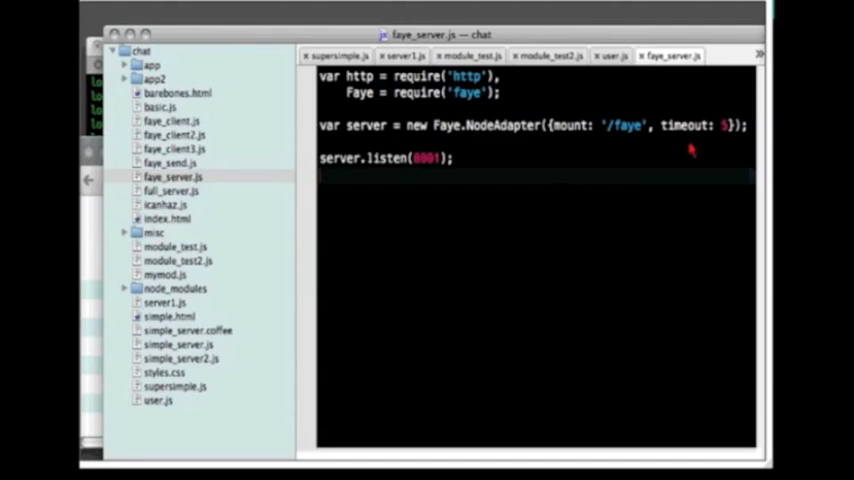 faye_server.js — chat
chat
app
app2
barebones.html
basic.js
faye_client.js
faye_client2.js
faye_client3.js
faye_send.js
faye_server.js
full_server.js
icanhaz.js
index.html
misc
module_test.js
module_test2.js
mymod.js
node_modules
server1.js
simple.html
simple_server.coffee
simple_server.js
simple_server2.js
styles.css
supersimple.js
user.js
× supersimple.js × server1.js × module_test.js × module_test2.js × user.js × faye_server.js »
var http = require('http'),
Faye = require('faye');
var server = new Faye.NodeAdapter({mount: '/faye', timeout: 5});
server.listen(8001);